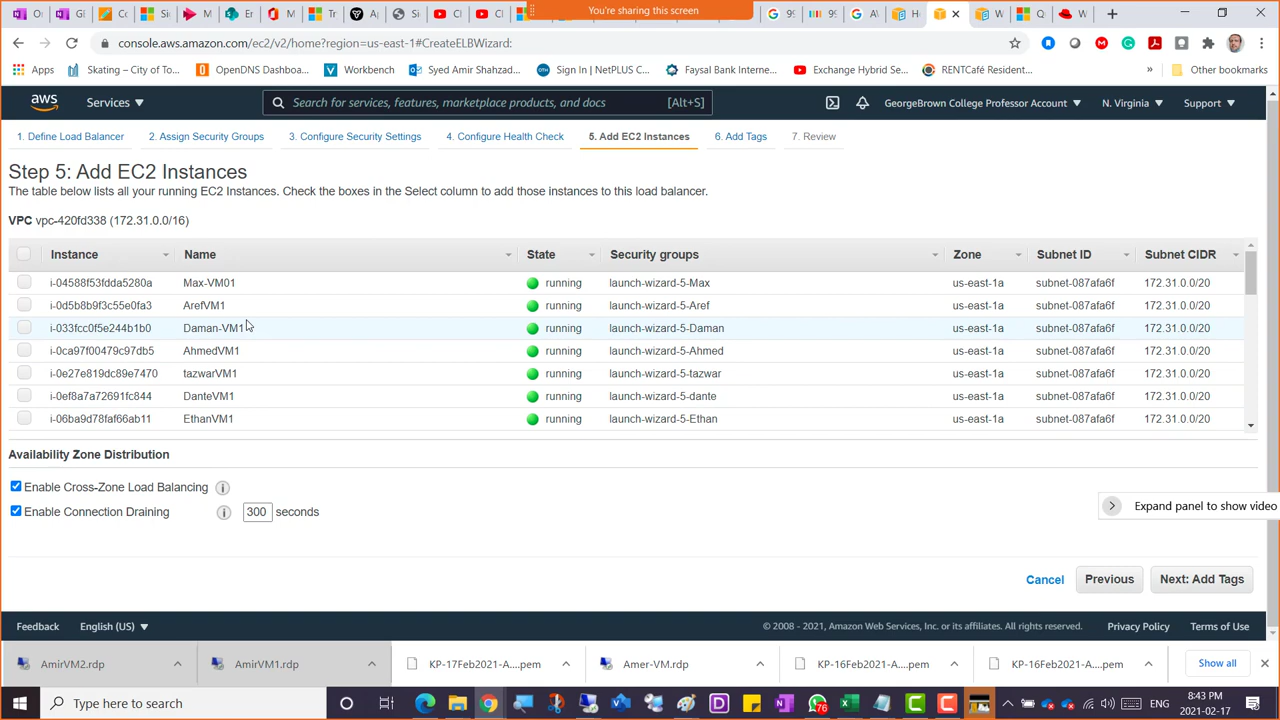 You're sharing this screen
console.aws.amazon.com/ec2/v2/home?region=us-east-1#CreateELBWizard:
Apps Skating – City of To... OpenDNS Dashboa... Workbench Syed Amir Shahzad... Sign In | NetPLUS C... Faysal Bank Interne... Exchange Hybrid Se... RENTCafé Resident... » Other bookmarks
aws Services Search for services, features, marketplace products, and docs [Alt+S] GeorgeBrown College Professor Account N. Virginia Support
1. Define Load Balancer 2. Assign Security Groups 3. Configure Security Settings 4. Configure Health Check 5. Add EC2 Instances 6. Add Tags 7. Review
Step 5: Add EC2 Instances
The table below lists all your running EC2 Instances. Check the boxes in the Select column to add those instances to this load balancer.
VPC vpc-420fd338 (172.31.0.0/16)
Instance Name State Security groups Zone Subnet ID Subnet CIDR
i-04588f53fdda5280a Max-VM01 running launch-wizard-5-Max us-east-1a subnet-087afa6f 172.31.0.0/20
i-0d5b8b9f3c55e0fa3 ArefVM1 running launch-wizard-5-Aref us-east-1a subnet-087afa6f 172.31.0.0/20
i-033fcc0f5e244b1b0 Daman-VM1 running launch-wizard-5-Daman us-east-1a subnet-087afa6f 172.31.0.0/20
i-0ca97f00479c97db5 AhmedVM1 running launch-wizard-5-Ahmed us-east-1a subnet-087afa6f 172.31.0.0/20
i-0e27e819dc89e7470 tazwarVM1 running launch-wizard-5-tazwar us-east-1a subnet-087afa6f 172.31.0.0/20
i-0ef8a7a72691fc844 DanteVM1 running launch-wizard-5-dante us-east-1a subnet-087afa6f 172.31.0.0/20
i-06ba9d78faf66ab11 EthanVM1 running launch-wizard-5-Ethan us-east-1a subnet-087afa6f 172.31.0.0/20
Availability Zone Distribution
Enable Cross-Zone Load Balancing
Enable Connection Draining 300 seconds
Expand panel to show video
Cancel Previous Next: Add Tags
Feedback English (US) © 2008 - 2021, Amazon Web Services, Inc. or its affiliates. All rights reserved. Privacy Policy Terms of Use
AmirVM2.rdp AmirVM1.rdp KP-17Feb2021-A....pem Amer-VM.rdp KP-16Feb2021-A....pem KP-16Feb2021-A....pem Show all
Type here to search 76 ENG 8:43 PM
2021-02-17